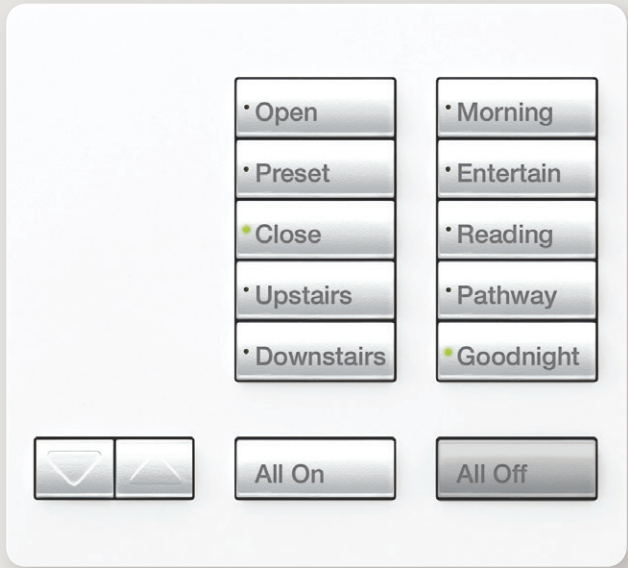 Open
Preset
Close
Upstairs
Downstairs
Morning
Entertain
Reading
Pathway
Goodnight
All On
All Off